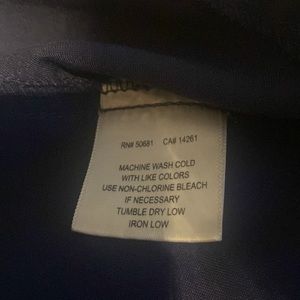 RN# 50681 CA# 14261
MACHINE WASH COLD
WITH LIKE COLORS
USE NON-CHLORINE BLEACH
IF NECESSARY
TUMBLE DRY LOW
IRON LOW